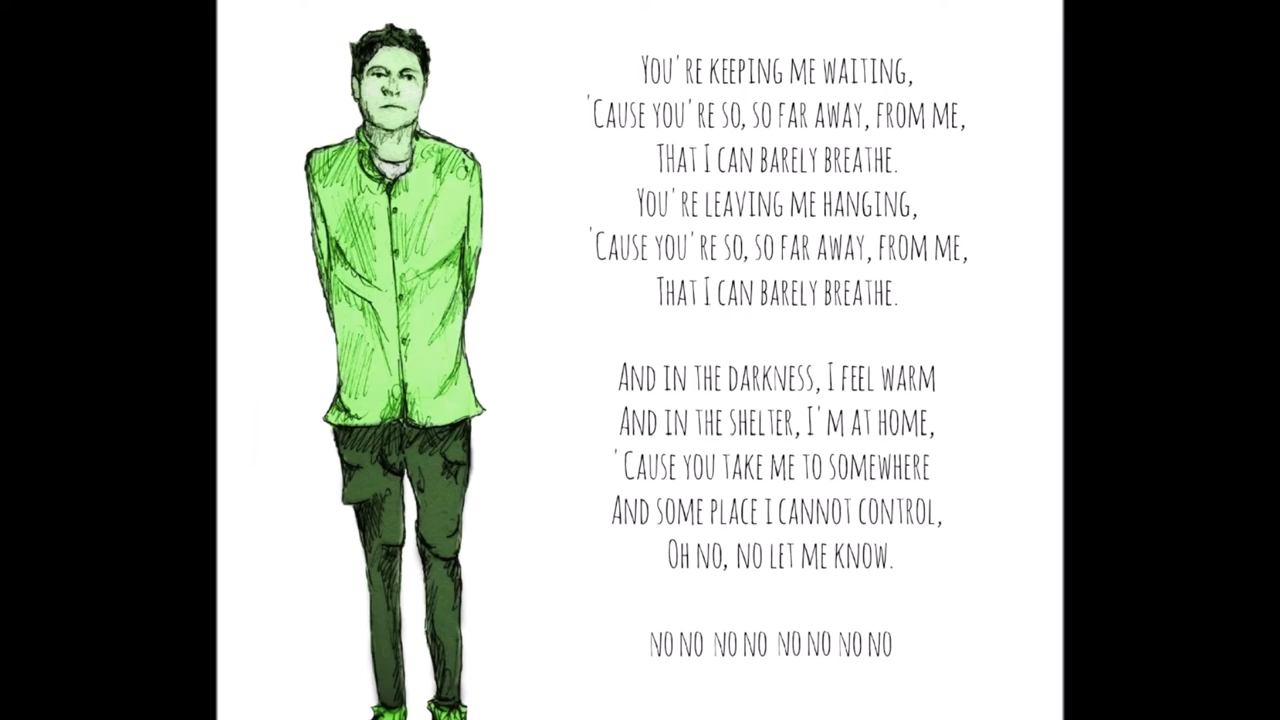 You're keeping me waiting,
'Cause you're so, so far away, from me,
That I can barely breathe.
You're leaving me hanging,
'Cause you're so, so far away, from me,
That I can barely breathe.
And in the darkness, I feel warm
And in the shelter, I'm at home,
'Cause you take me to somewhere
And some place i cannot control,
Oh no, no let me know.
no no no no no no no no